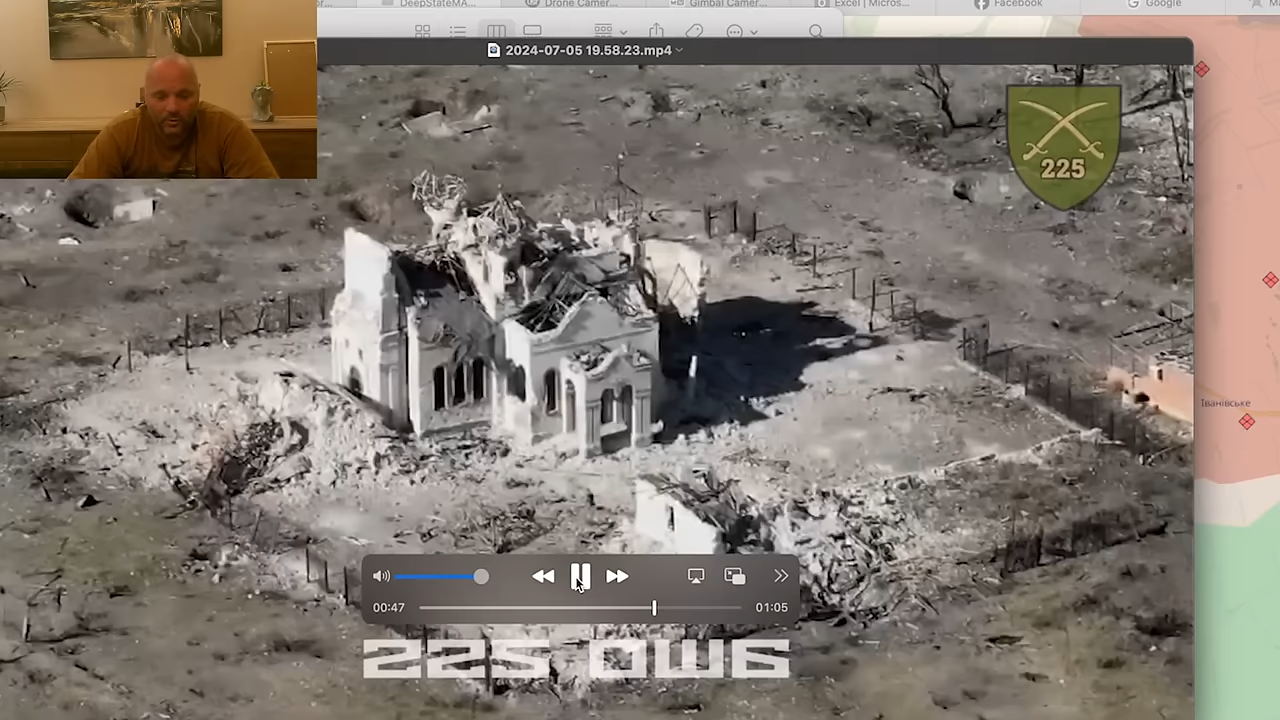 DeepStateMA...
Drone Camer...
Gimbal Camer...
Excel | Micros...
Facebook
Google
2024-07-05 19.58.23.mp4
225
Іванівське
00:47
01:05
225 ОШБ